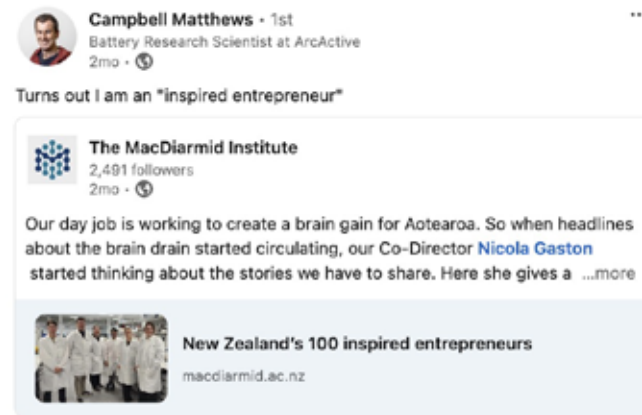 Campbell Matthews • 1st
Battery Research Scientist at ArcActive
2mo •
Turns out I am an "inspired entrepreneur"
The MacDiarmid Institute
2,491 followers
2mo •
Our day job is working to create a brain gain for Aotearoa. So when headlines
about the brain drain started circulating, our Co-Director Nicola Gaston
started thinking about the stories we have to share. Here she gives a ...more
New Zealand's 100 inspired entrepreneurs
macdiarmid.ac.nz